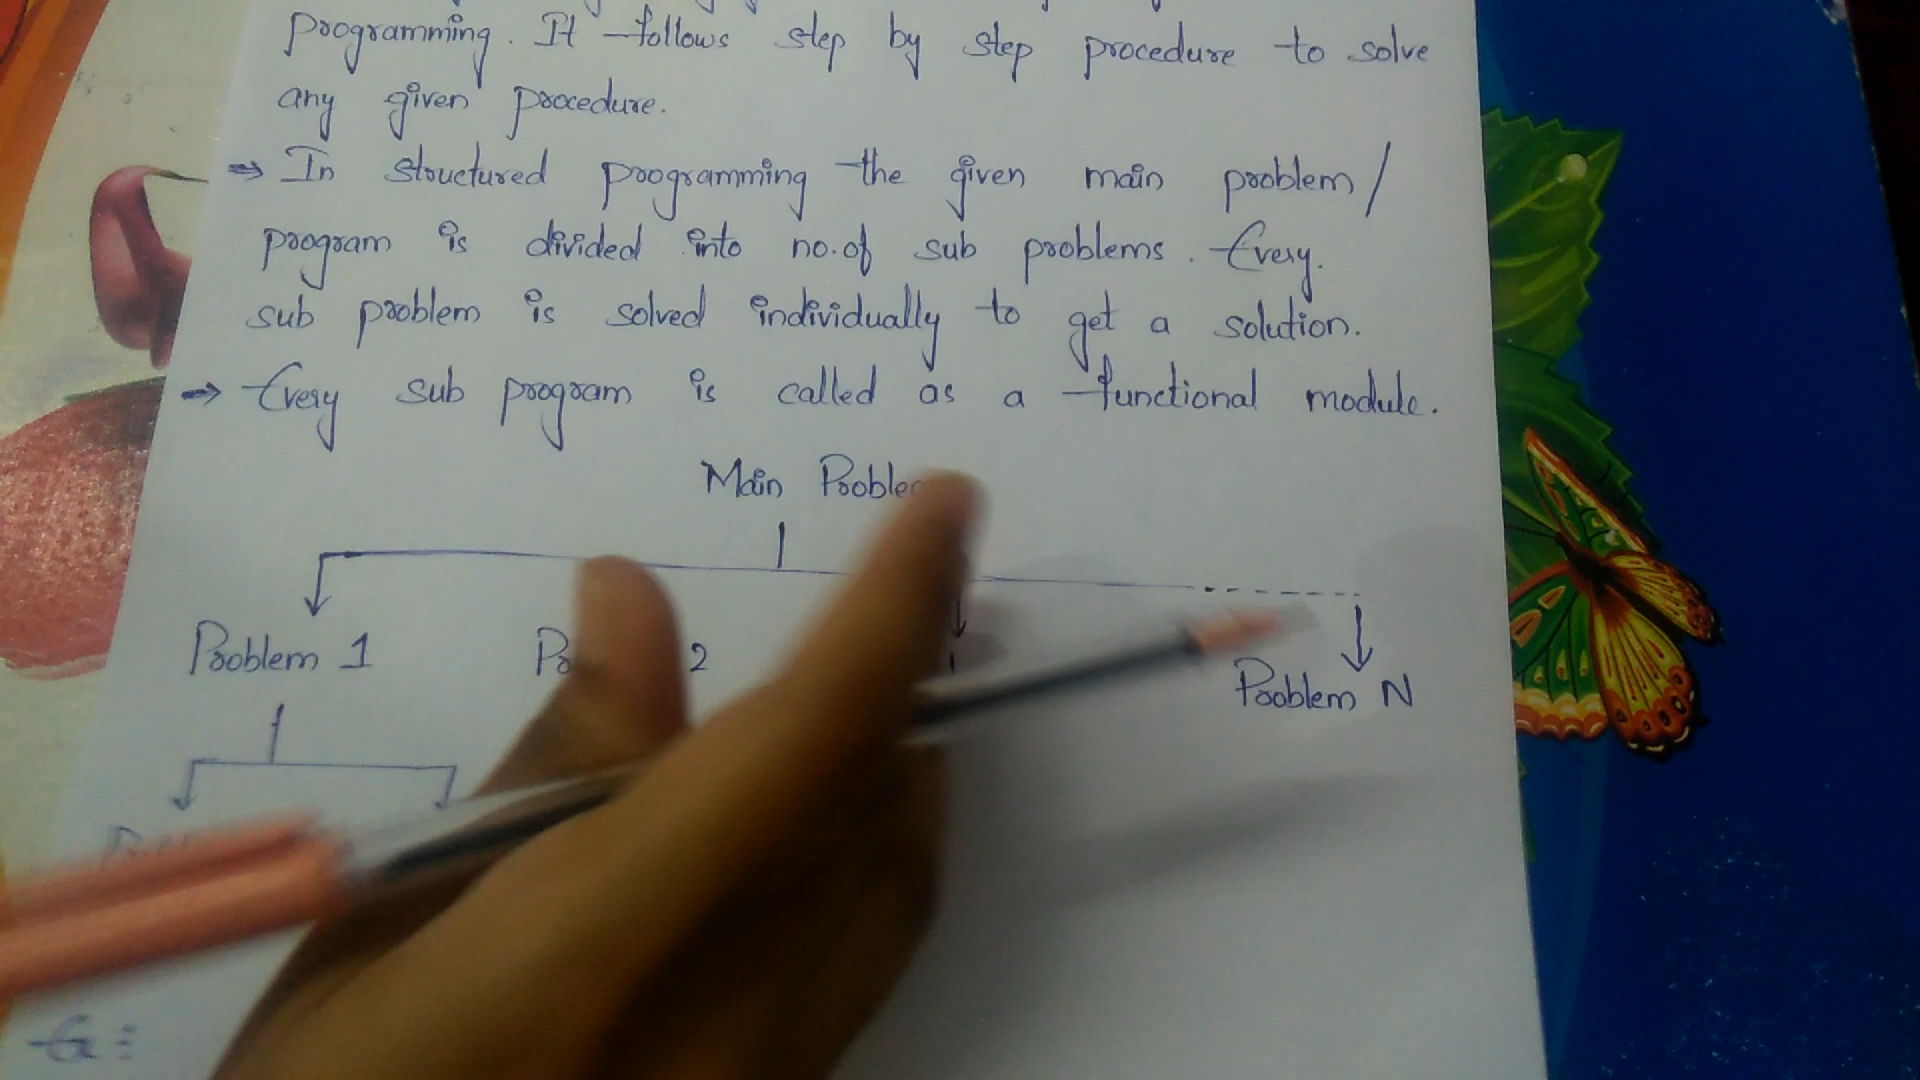 programming. It follows step by step procedure to solve
any given procedure.
⇒ In structured programming the given main problem/
program is divided into no.of sub problems. Every.
sub problem is solved individually to get a solution.
⇒ Every sub program is called as a functional module.
Main
Problem 1 2 Problem N